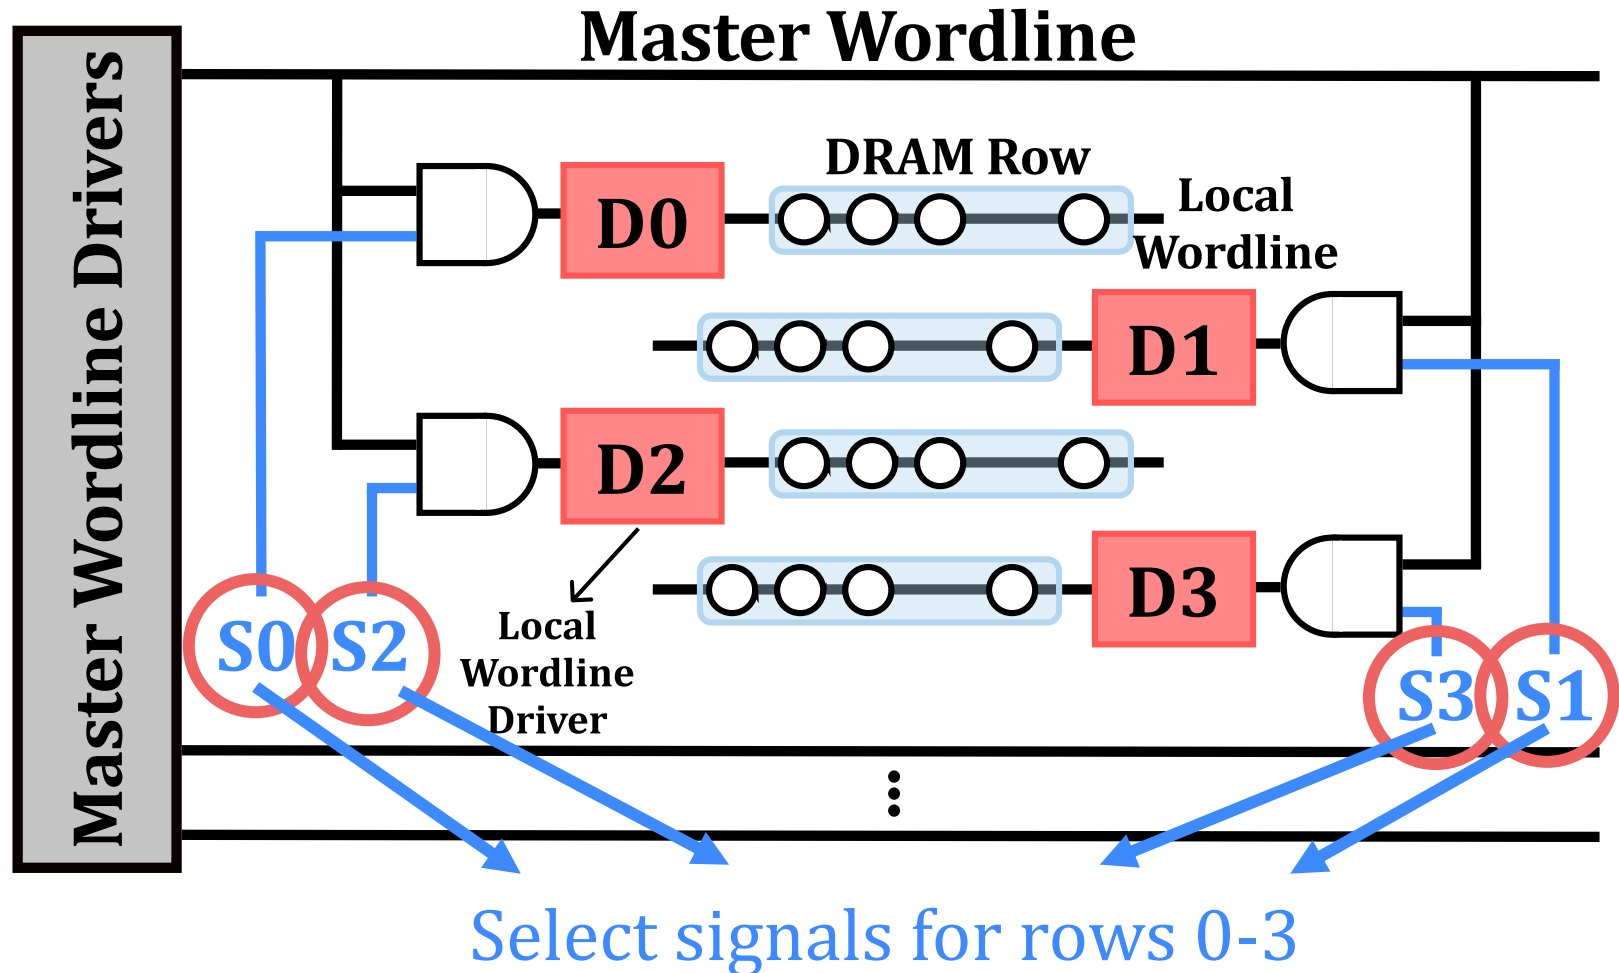 Master Wordline
Master Wordline Drivers
DRAM Row
Local
Wordline
D0
D1
D2
D3
Local
Wordline
Driver
S0
S2
S3
S1
Select signals for rows 0-3